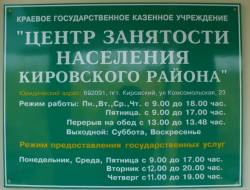 КРАЕВОЕ ГОСУДАРСТВЕННОЕ КАЗЕННОЕ УЧРЕЖДЕНИЕ
"ЦЕНТР ЗАНЯТОСТИ
НАСЕЛЕНИЯ
КИРОВСКОГО РАЙОНА"
Юридический адрес: 692091, пгт. Кировский, ул. Комсомольская, 23
Режим работы: Пн.,Вт.,Ср.,Чт. с 9.00 до 18.00 час.
Пятница с 9.00 до 17.00 час.
Перерыв на обед с 13.00 до 13.48 час.
Выходной: Суббота, Воскресенье
Режим предоставления государственных услуг
Понедельник, Среда, Пятница с 9.00 до 17.00 час.
Вторник с 12.00 до 20.00 час.
Четверг с 11.00 до 19.00 час.